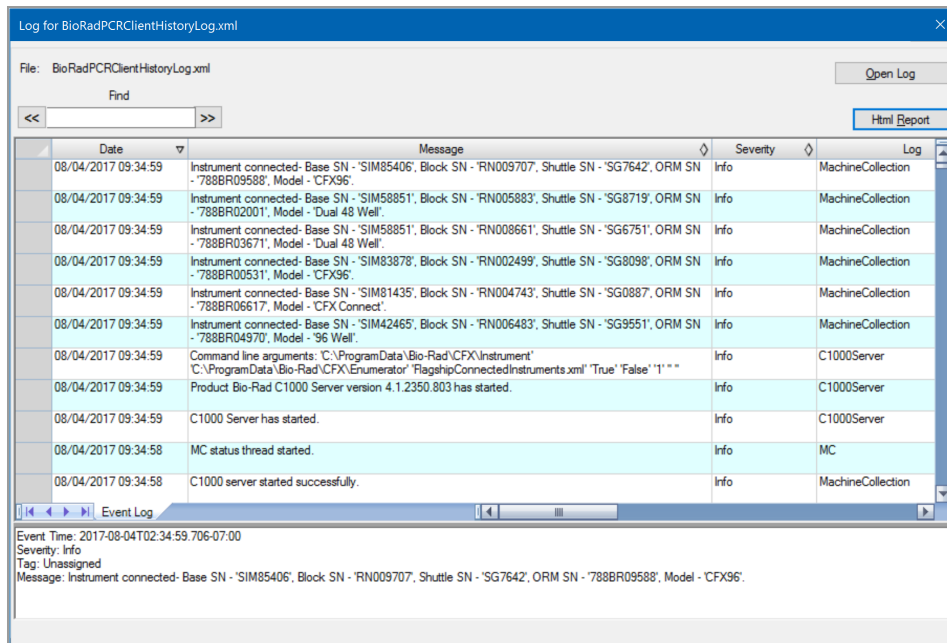 Log for BioRadPCRClientHistoryLog.xml
File: BioRadPCRClientHistoryLog.xml
Open Log
Find
<< >>
Html Report
Date Message Severity Log
08/04/2017 09:34:59 Instrument connected- Base SN - 'SIM85406', Block SN - 'RN009707', Shuttle SN - 'SG7642', ORM SN Info MachineCollection
- '788BR09588', Model - 'CFX96'.
08/04/2017 09:34:59 Instrument connected- Base SN - 'SIM58851', Block SN - 'RN005883', Shuttle SN - 'SG8719', ORM SN Info MachineCollection
- '788BR02001', Model - 'Dual 48 Well'.
08/04/2017 09:34:59 Instrument connected- Base SN - 'SIM58851', Block SN - 'RN008661', Shuttle SN - 'SG6751', ORM SN Info MachineCollection
- '788BR03671', Model - 'Dual 48 Well'.
08/04/2017 09:34:59 Instrument connected- Base SN - 'SIM83878', Block SN - 'RN002499', Shuttle SN - 'SG8098', ORM SN Info MachineCollection
- '788BR00531', Model - 'CFX96'.
08/04/2017 09:34:59 Instrument connected- Base SN - 'SIM81435', Block SN - 'RN004743', Shuttle SN - 'SG0887', ORM SN Info MachineCollection
- '788BR06617', Model - 'CFX Connect'.
08/04/2017 09:34:59 Instrument connected- Base SN - 'SIM42465', Block SN - 'RN006483', Shuttle SN - 'SG9551', ORM SN Info MachineCollection
- '788BR04970', Model - '96 Well'.
08/04/2017 09:34:59 Command line arguments: 'C:\ProgramData\Bio-Rad\CFX\Instrument' Info C1000Server
'C:\ProgramData\Bio-Rad\CFX\Enumerator' 'FlagshipConnectedInstruments.xml' 'True' 'False' '1' '' ''
08/04/2017 09:34:59 Product Bio-Rad C1000 Server version 4.1.2350.803 has started. Info C1000Server
08/04/2017 09:34:59 C1000 Server has started. Info C1000Server
08/04/2017 09:34:58 MC status thread started. Info MC
08/04/2017 09:34:58 C1000 server started successfully. Info MachineCollection
Event Log
Event Time: 2017-08-04T02:34:59.706-07:00
Severity: Info
Tag: Unassigned
Message: Instrument connected- Base SN - 'SIM85406', Block SN - 'RN009707', Shuttle SN - 'SG7642', ORM SN - '788BR09588', Model - 'CFX96'.